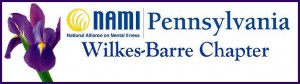 NAMI
National Alliance on Mental Illness
Pennsylvania
Wilkes-Barre Chapter